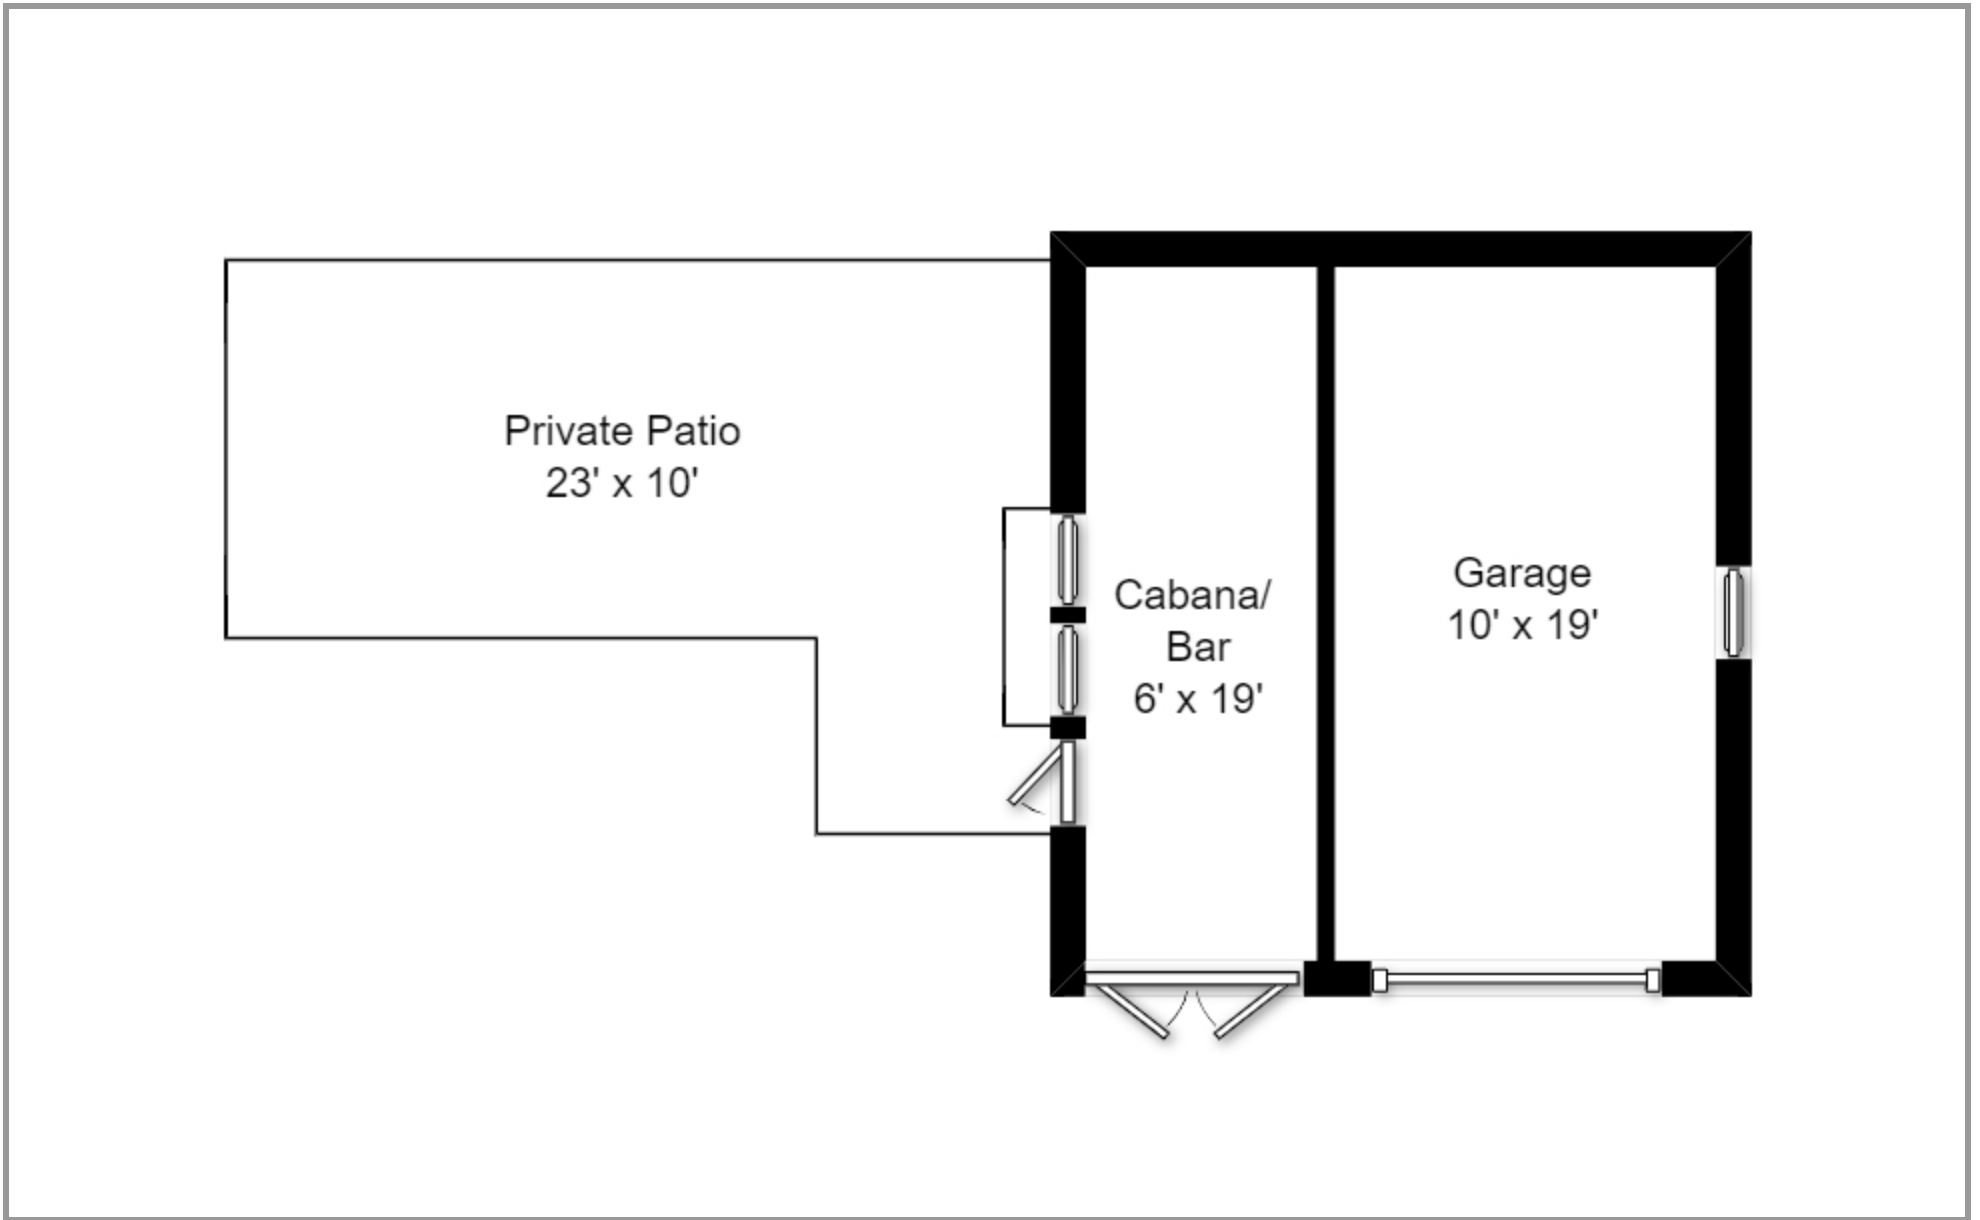 Private Patio
23' x 10'
Cabana/
Bar
6' x 19'
Garage
10' x 19'